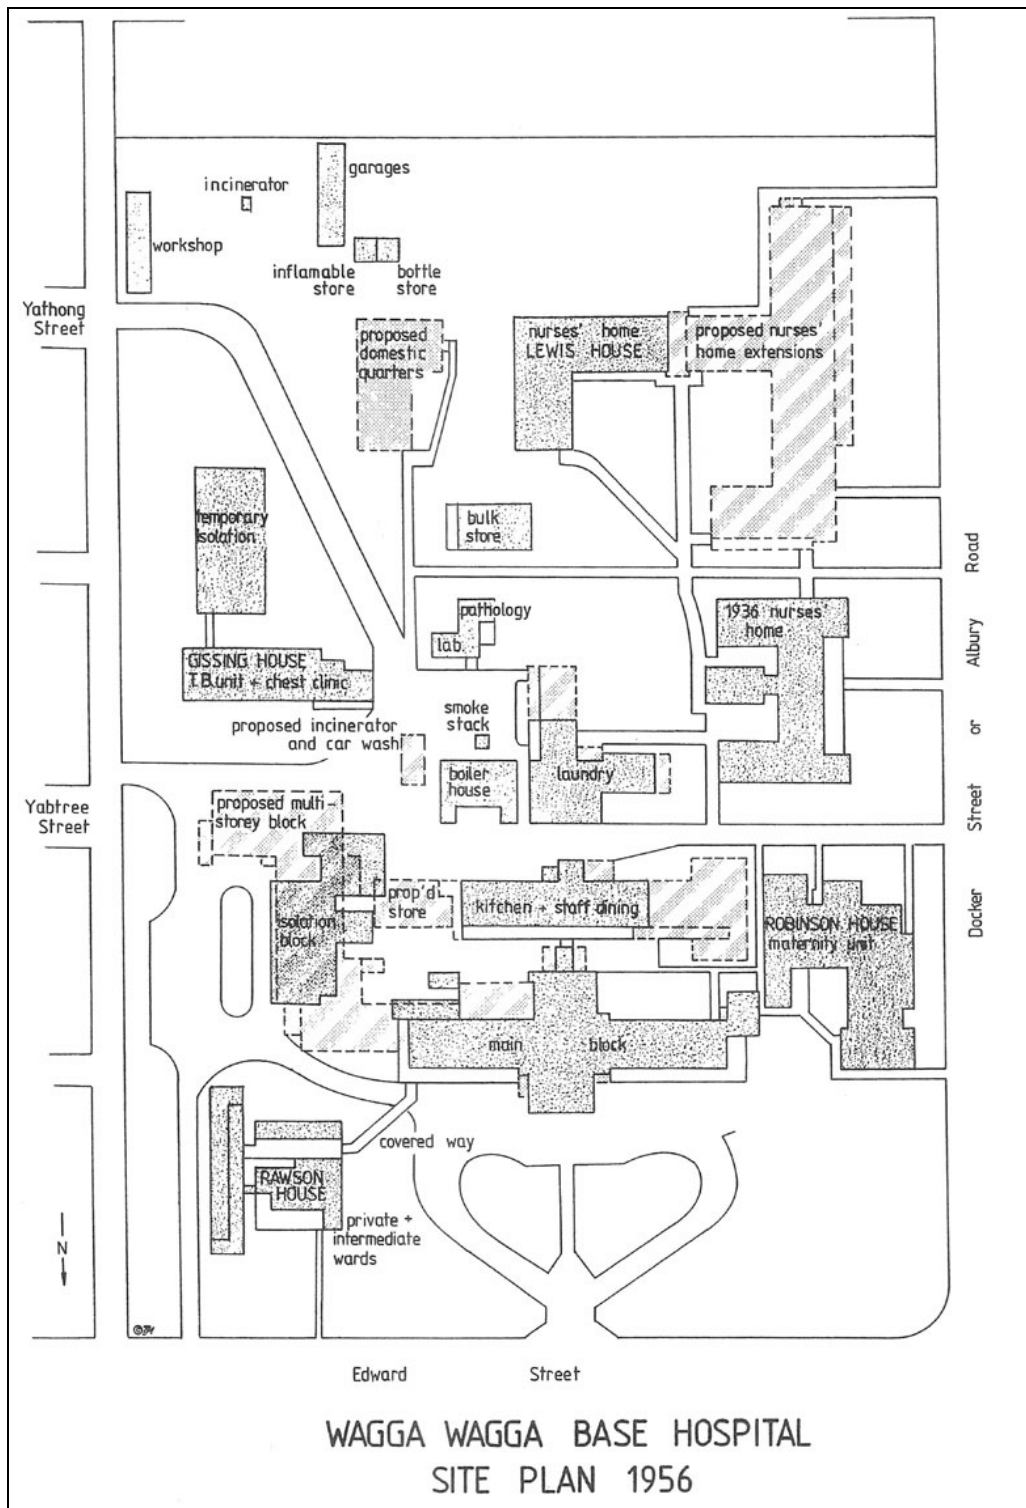 garages
incinerator
workshop
inflamable
store
bottle
store
Yathong
Street
proposed
domestic
quarters
nurses' home
LEWIS HOUSE
proposed nurses'
home extensions
temporary
isolation
bulk
store
Road
pathology
lab.
1936 nurses'
home
Albury
GISSING HOUSE
T.B.unit + chest clinic
proposed incinerator
and car wash
smoke
stack
or
boiler
house
laundry
Yabtree
Street
proposed multi-
storey block
Street
prop'd
store
kitchen + staff dining
isolation
block
ROBINSON HOUSE
maternity unit
Docker
main block
covered way
RAWSON
HOUSE
private +
intermediate
wards
N
Edward Street
WAGGA WAGGA BASE HOSPITAL
SITE PLAN 1956